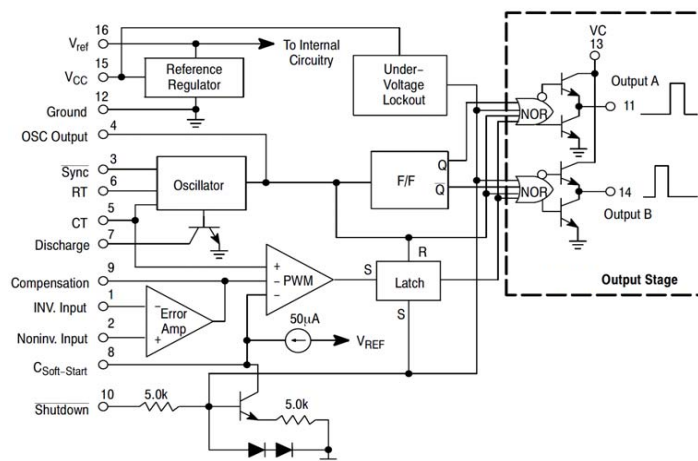 16
Vref
To Internal
Circuitry
15
VCC
Reference
Regulator
Under-
Voltage
Lockout
12
Ground
4
OSC Output
3
Sync
6
RT
5
CT
7
Discharge
Oscillator
F/F
Q
Q
VC
13
Output A
NOR
11
NOR
14
Output B
Output Stage
9
Compensation
1
INV. Input
2
Noninv. Input
8
CSoft-Start
10
Shutdown
5.0k
Error
Amp
−
+
+
−
−
PWM
S
R
Latch
S
50µA
VREF
5.0k